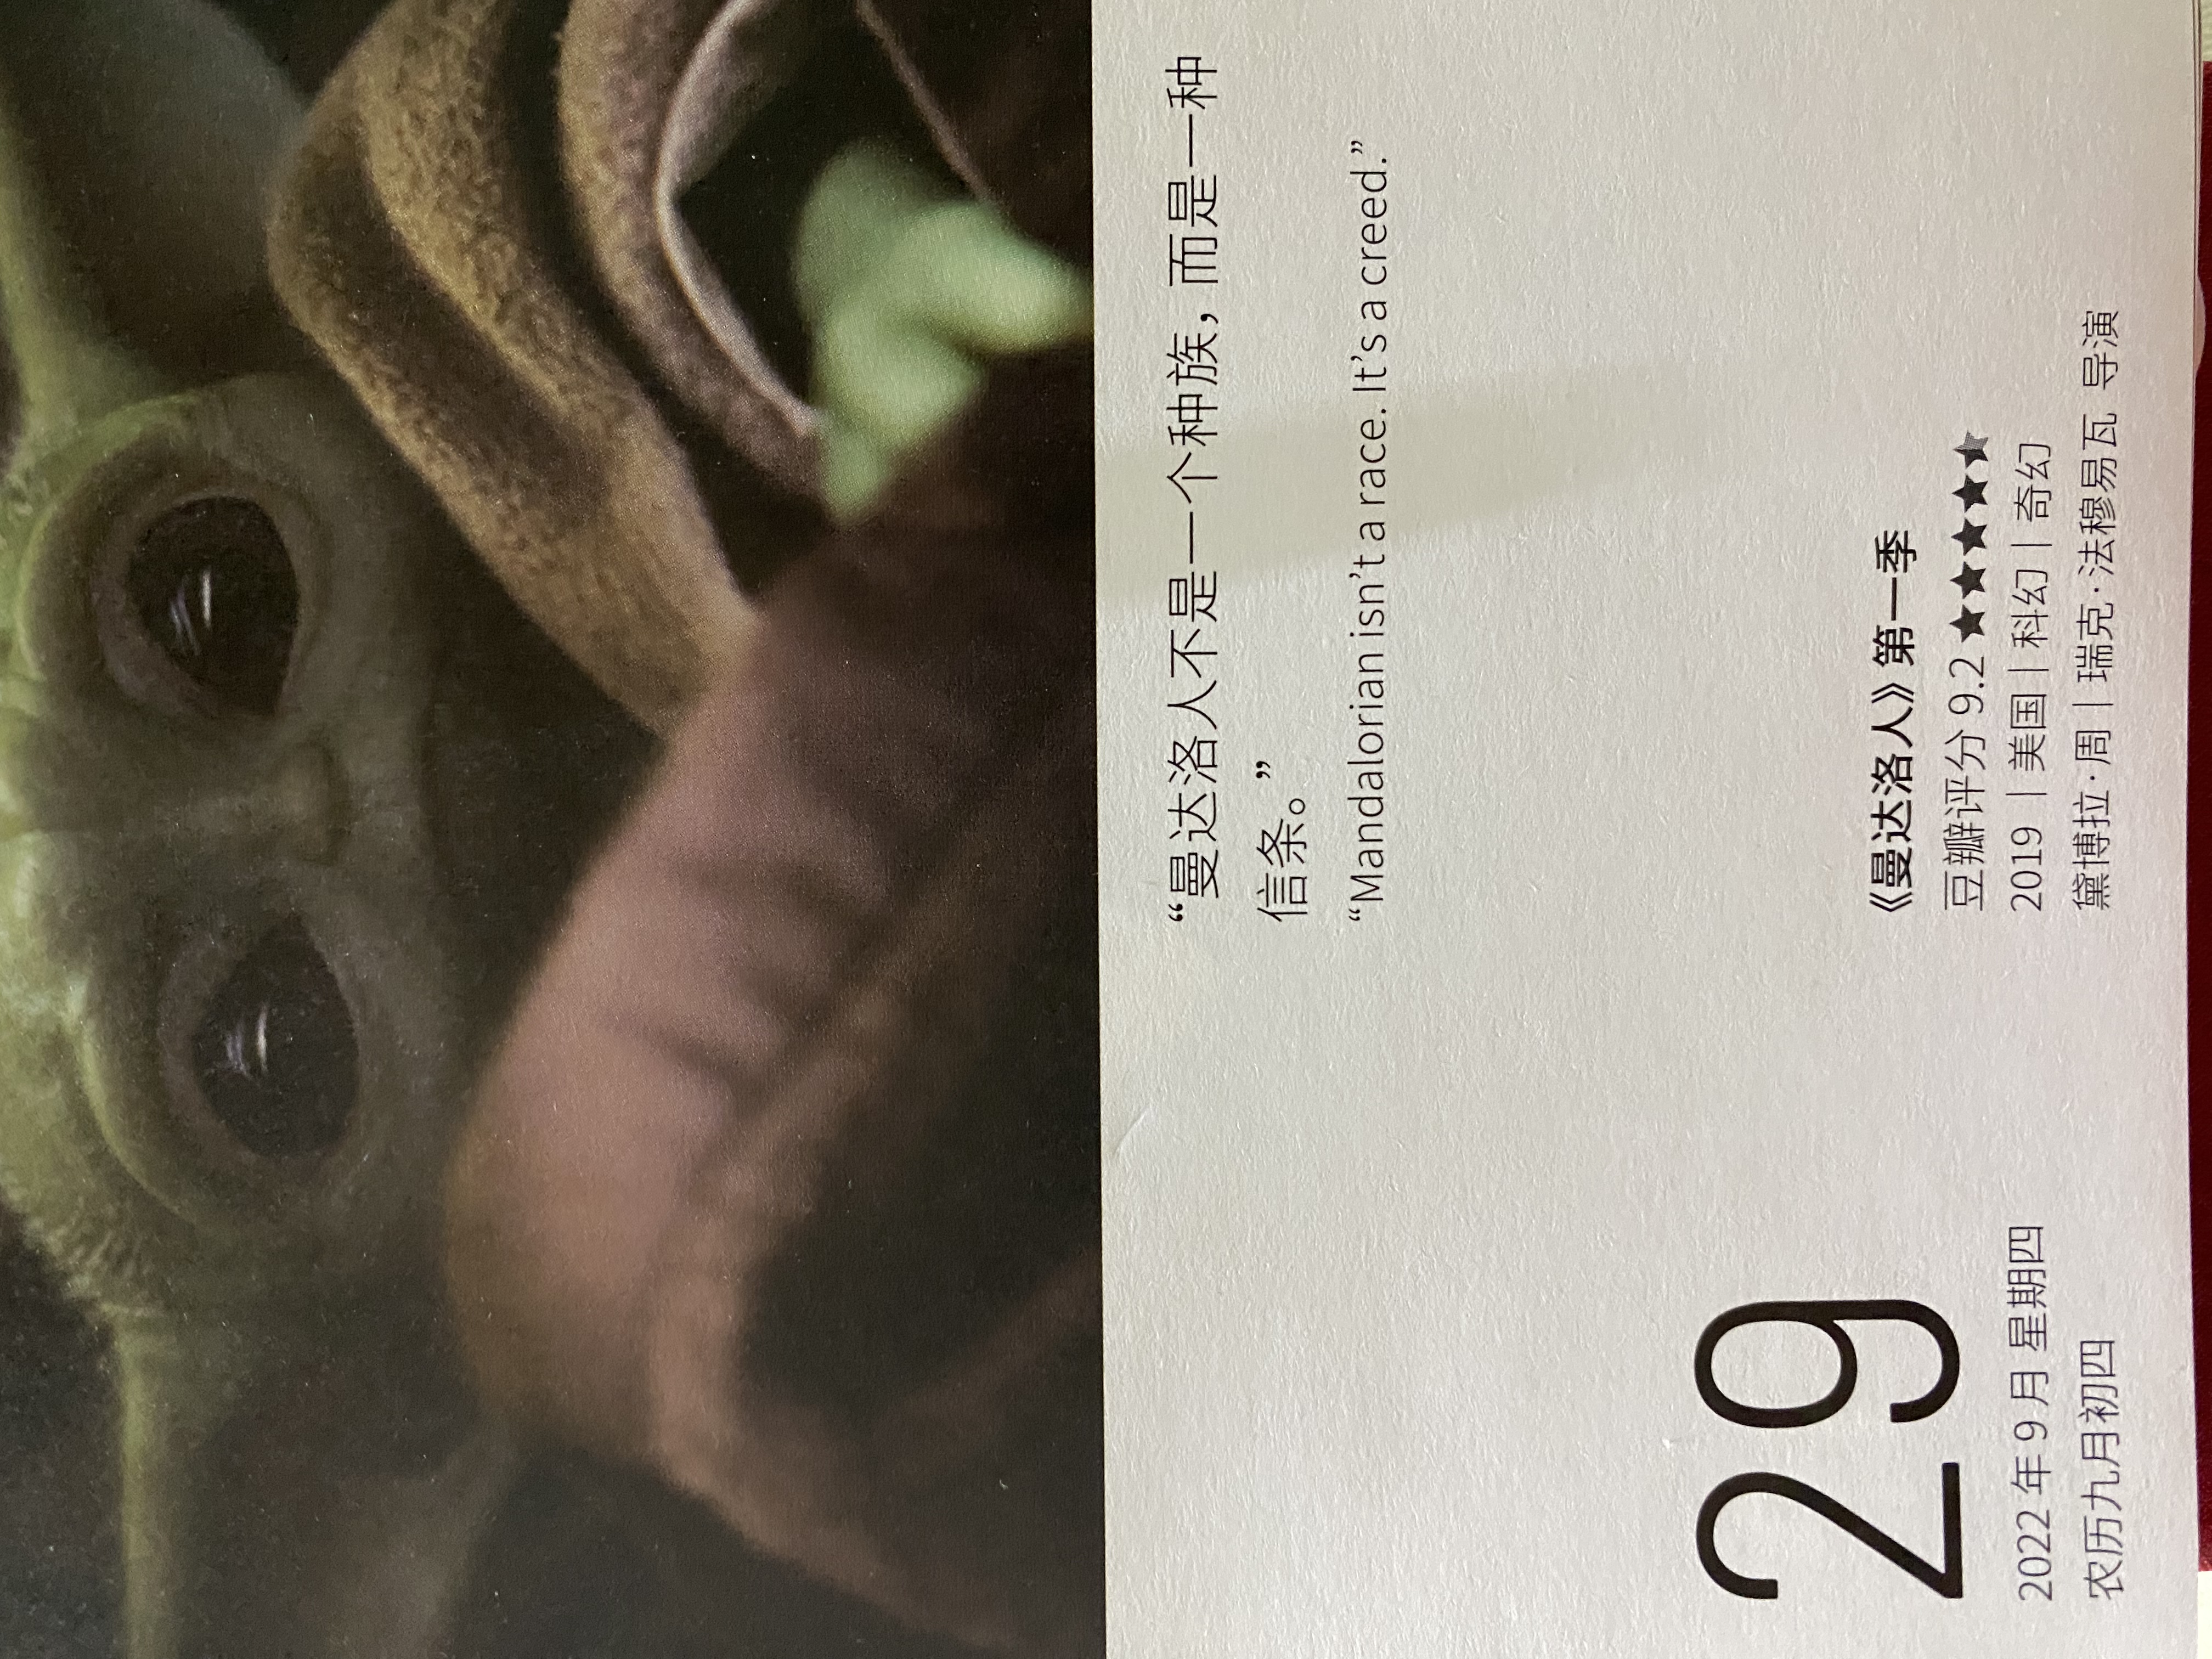 “曼达洛人不是一个种族，而是一种
信条。”
“Mandalorian isn’t a race. It’s a creed.”
29
2022 年 9 月 星期四
农历九月初四
《曼达洛人》第一季
豆瓣评分 9.2 ★★★★★
2019 | 美国 | 科幻 | 奇幻
黛博拉·周 | 瑞克·法穆易瓦 导演